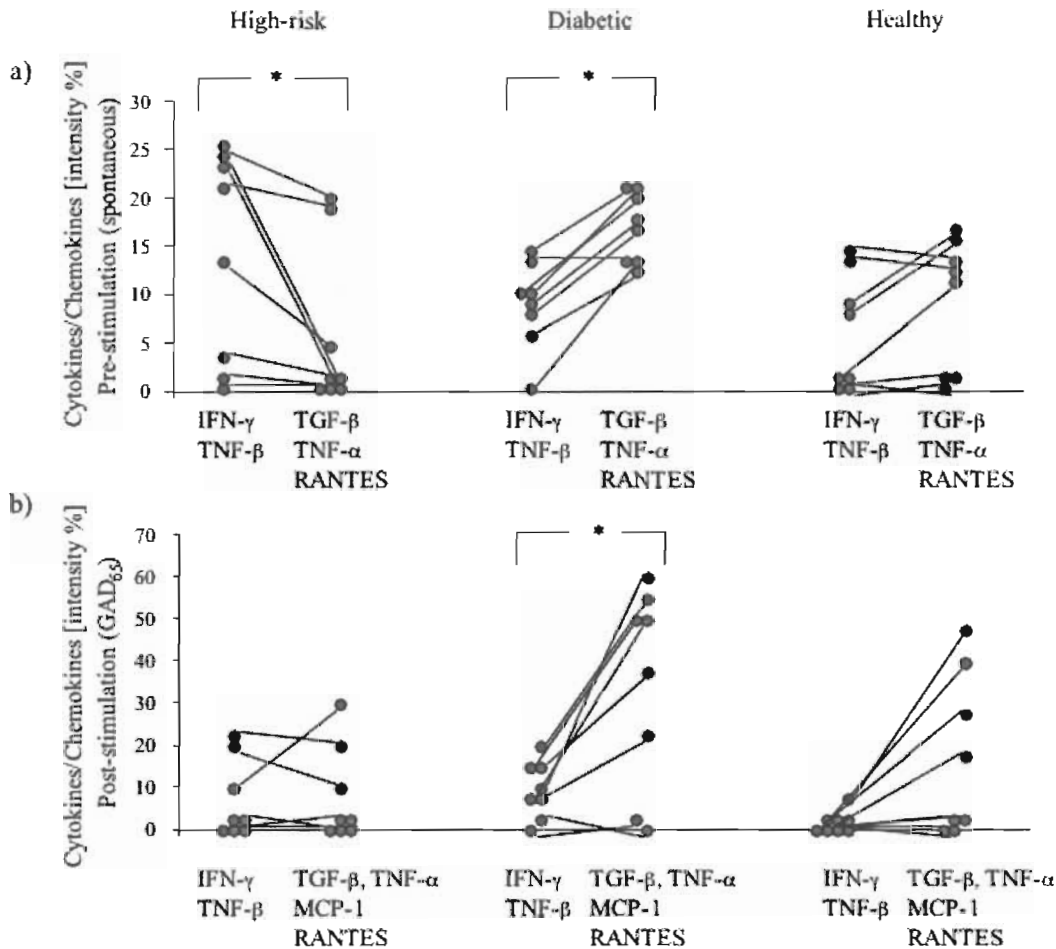 High-risk Diabetic Healthy
a)
* *
Cytokines/Chemokines [intensity %]
Pre-stimulation (spontaneous)
30
25
20
15
10
5
0
IFN-γ TGF-β IFN-γ TGF-β IFN-γ TGF-β
TNF-β TNF-α TNF-β TNF-α TNF-β TNF-α
RANTES RANTES RANTES
b)
*
Cytokines/Chemokines [intensity %]
Post-stimulation (GAD65)
70
60
50
40
30
20
10
0
IFN-γ TGF-β, TNF-α IFN-γ TGF-β, TNF-α IFN-γ TGF-β, TNF-α
TNF-β MCP-1 TNF-β MCP-1 TNF-β MCP-1
RANTES RANTES RANTES